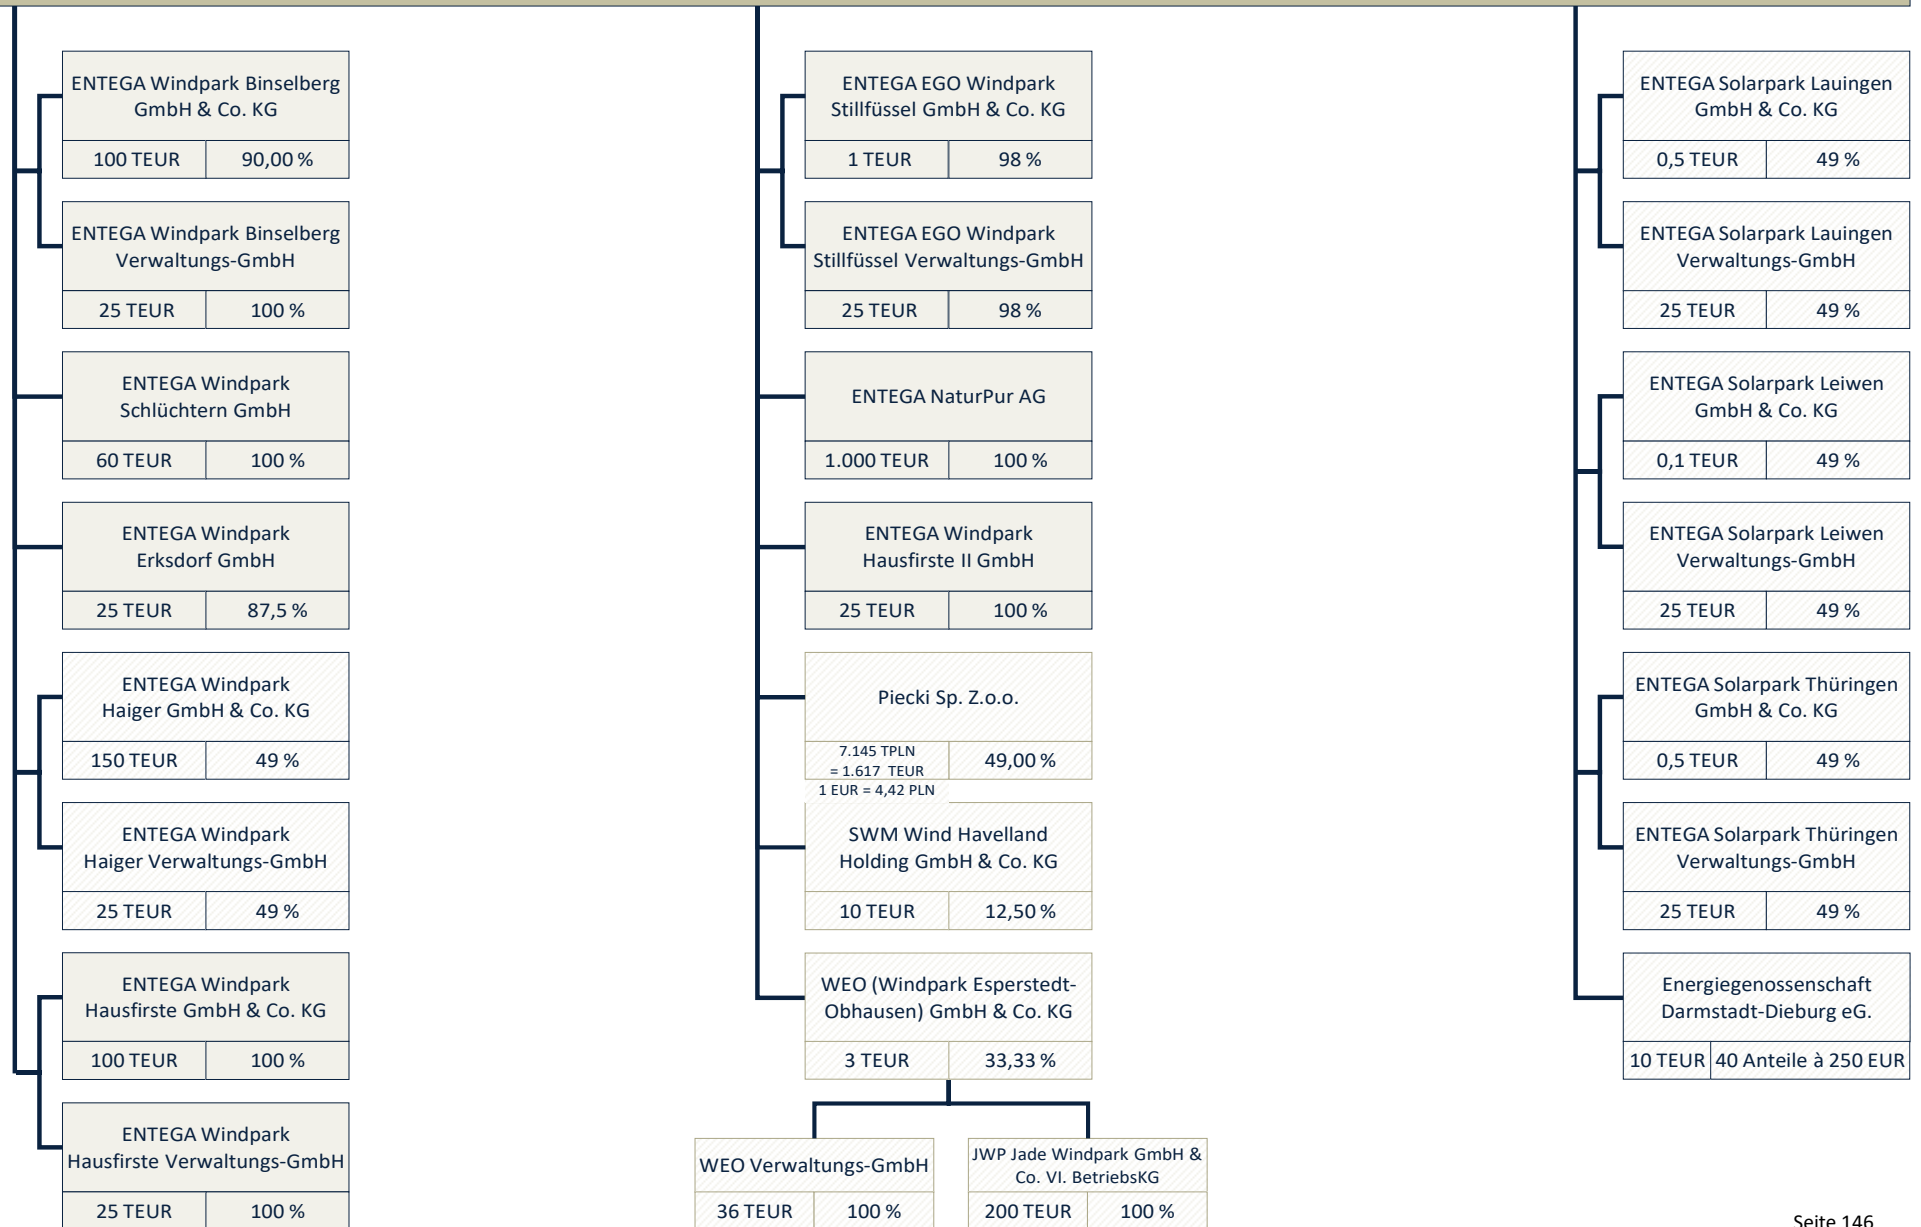 ENTEGA Windpark Binselberg
GmbH & Co. KG
100 TEUR 90,00 %
ENTEGA Windpark Binselberg
Verwaltungs-GmbH
25 TEUR 100 %
ENTEGA Windpark
Schlüchtern GmbH
60 TEUR 100 %
ENTEGA Windpark
Erksdorf GmbH
25 TEUR 87,5 %
ENTEGA Windpark
Haiger GmbH & Co. KG
150 TEUR 49 %
ENTEGA Windpark
Haiger Verwaltungs-GmbH
25 TEUR 49 %
ENTEGA Windpark
Hausfirste GmbH & Co. KG
100 TEUR 100 %
ENTEGA Windpark
Hausfirste Verwaltungs-GmbH
25 TEUR 100 %
ENTEGA EGO Windpark
Stillfüssel GmbH & Co. KG
1 TEUR 98 %
ENTEGA EGO Windpark
Stillfüssel Verwaltungs-GmbH
25 TEUR 98 %
ENTEGA NaturPur AG
1.000 TEUR 100 %
ENTEGA Windpark
Hausfirste II GmbH
25 TEUR 100 %
Piecki Sp. Z.o.o.
7.145 TPLN
= 1.617 TEUR
49,00 %
1 EUR = 4,42 PLN
SWM Wind Havelland
Holding GmbH & Co. KG
10 TEUR 12,50 %
WEO (Windpark Esperstedt-
Obhausen) GmbH & Co. KG
3 TEUR 33,33 %
WEO Verwaltungs-GmbH
36 TEUR 100 %
JWP Jade Windpark GmbH &
Co. VI. BetriebsKG
200 TEUR 100 %
ENTEGA Solarpark Lauingen
GmbH & Co. KG
0,5 TEUR 49 %
ENTEGA Solarpark Lauingen
Verwaltungs-GmbH
25 TEUR 49 %
ENTEGA Solarpark Leiwen
GmbH & Co. KG
0,1 TEUR 49 %
ENTEGA Solarpark Leiwen
Verwaltungs-GmbH
25 TEUR 49 %
ENTEGA Solarpark Thüringen
GmbH & Co. KG
0,5 TEUR 49 %
ENTEGA Solarpark Thüringen
Verwaltungs-GmbH
25 TEUR 49 %
Energiegenossenschaft
Darmstadt-Dieburg eG.
10 TEUR 40 Anteile à 250 EUR
Seite 146